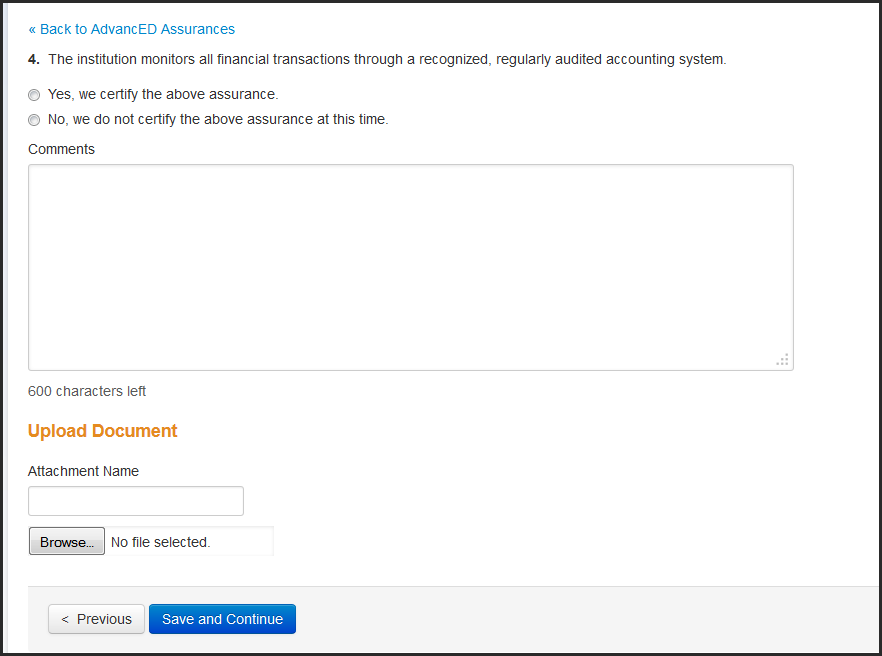 « Back to AdvancED Assurances
4. The institution monitors all financial transactions through a recognized, regularly audited accounting system.
Yes, we certify the above assurance.
No, we do not certify the above assurance at this time.
Comments
600 characters left
Upload Document
Attachment Name
Browse... No file selected.
< Previous Save and Continue